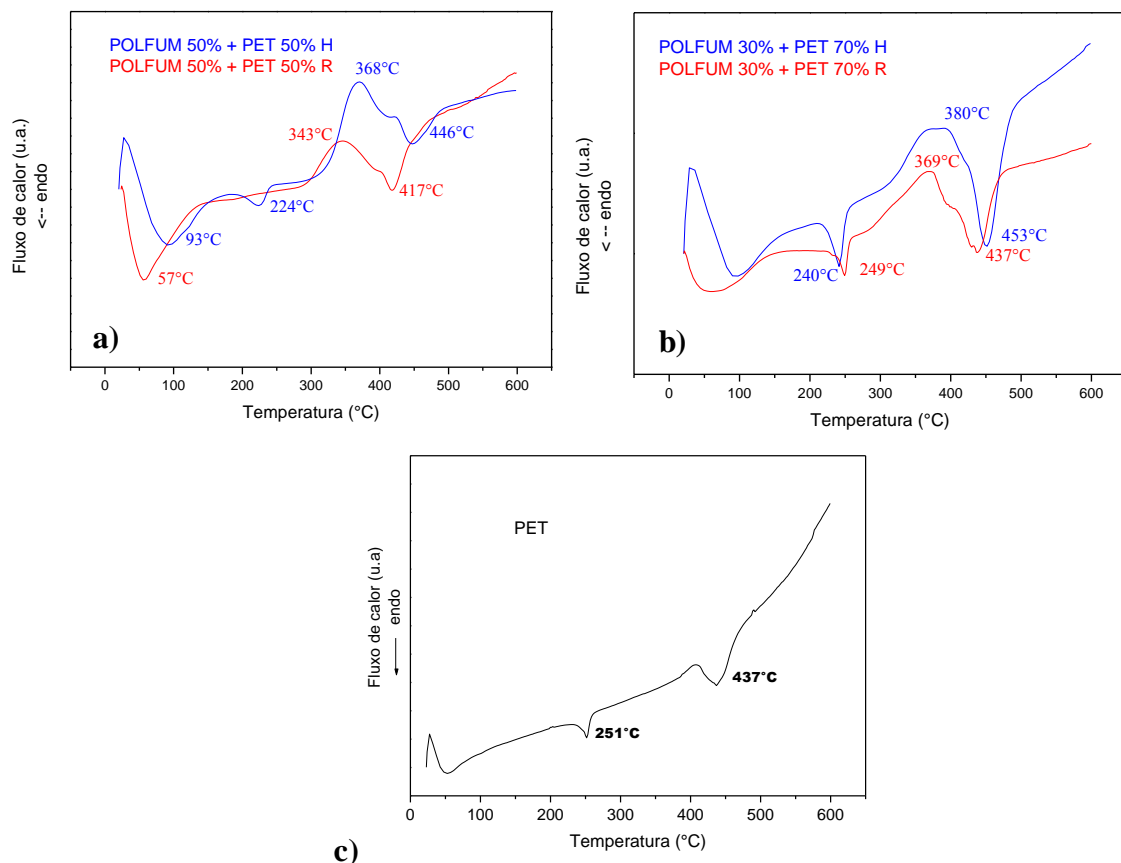 POLFUM 50% + PET 50% H
POLFUM 50% + PET 50% R
368°C
343°C
446°C
417°C
224°C
93°C
57°C
Fluxo de calor (u.a.)
<-- endo
a)
0 100 200 300 400 500 600
Temperatura (°C)
POLFUM 30% + PET 70% H
POLFUM 30% + PET 70% R
380°C
369°C
453°C
437°C
240°C
249°C
Fluxo de calor (u.a.)
< -- endo
b)
0 100 200 300 400 500 600
Temperatura (°C)
PET
437°C
251°C
Fluxo de calor (u.a)
endo
0 100 200 300 400 500 600
Temperatura (°C)
c)